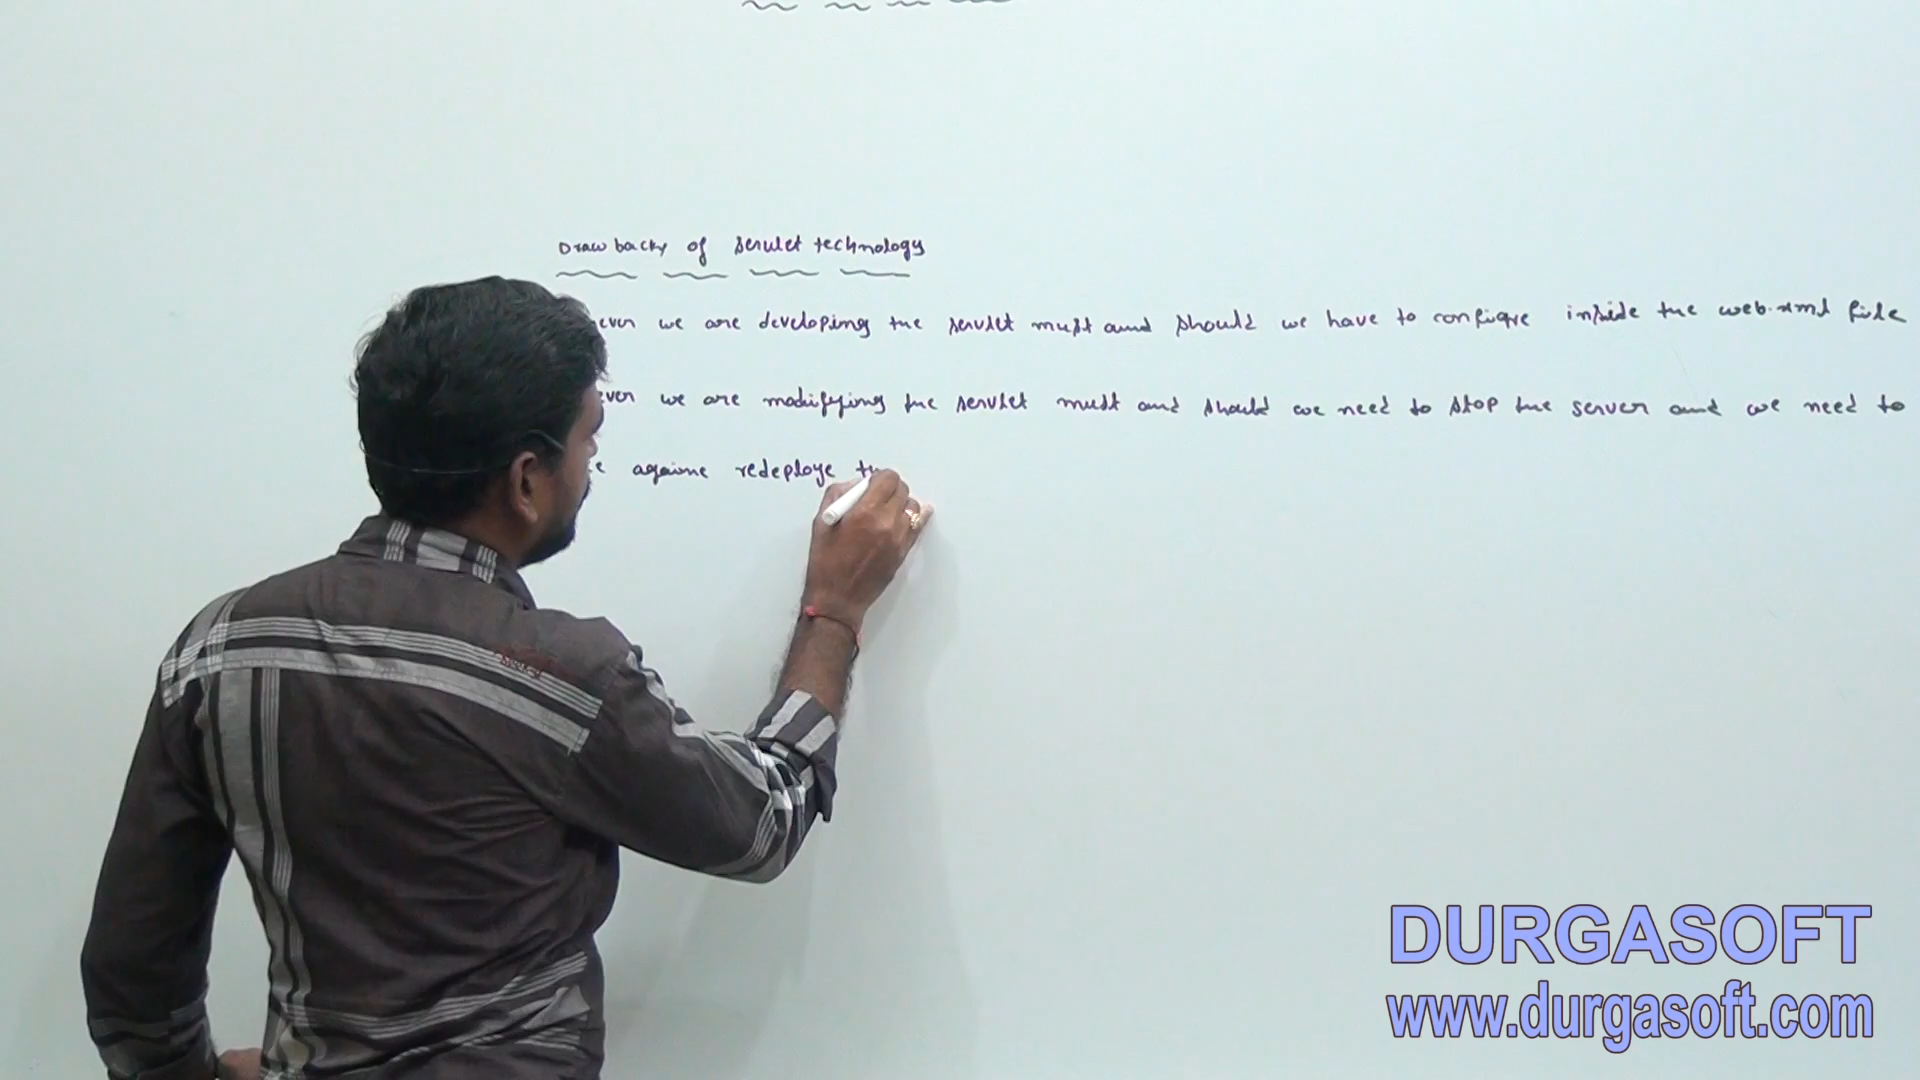 Drawbacks of servlet technology
ever we are developing the servlet must and should we have to configure inside the web.xml file
ever we are modifying the servlet must and should we need to stop the server and we need to
againe redeploye
DURGASOFT
www.durgasoft.com